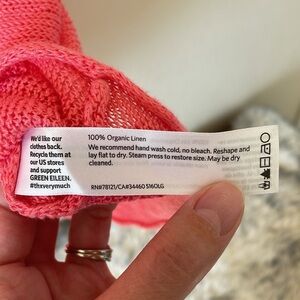 We'd like our
clothes back.
Recycle them at
our US stores
and support
GREEN EILEEN.
#thxverymuch
100% Organic Linen
We recommend hand wash cold, no bleach. Reshape and
lay flat to dry. Steam press to restore size. May be dry
cleaned.
RN#78121/CA#34460 S16OLG